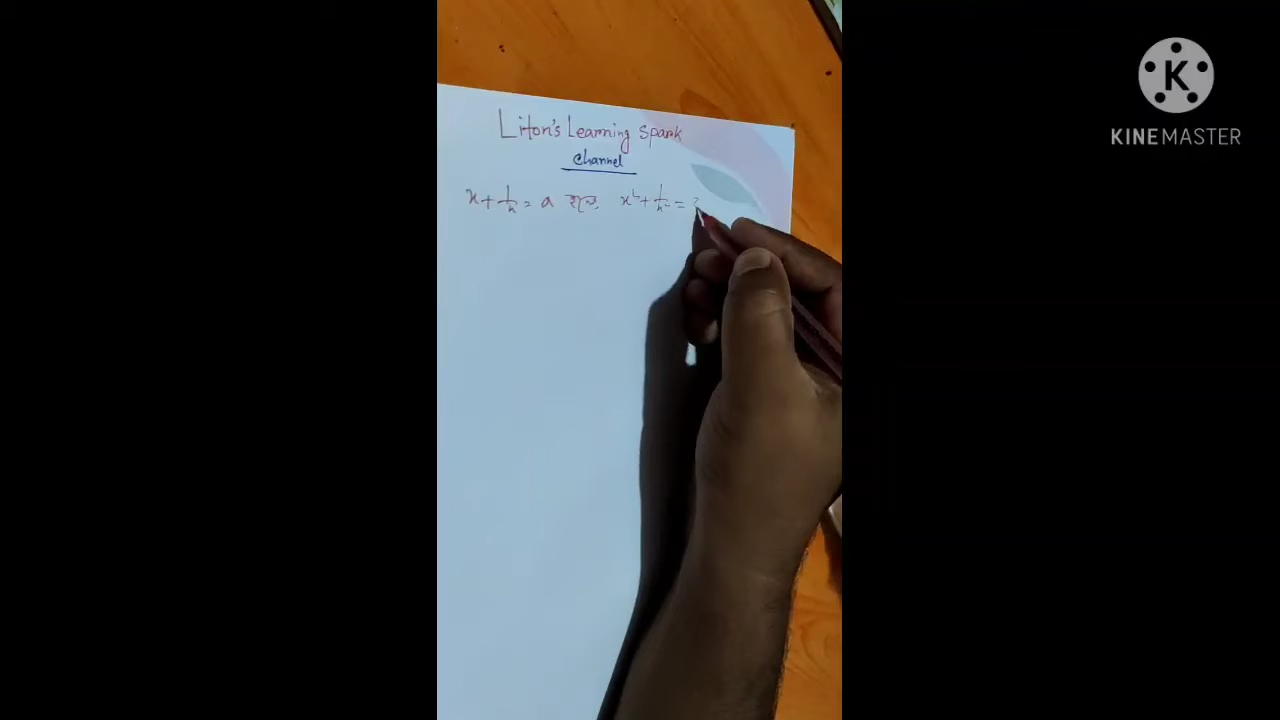 Liton's Learning Spark
Channel
x + 1/x = a হলে, x² + 1/x² = ?
KINEMASTER